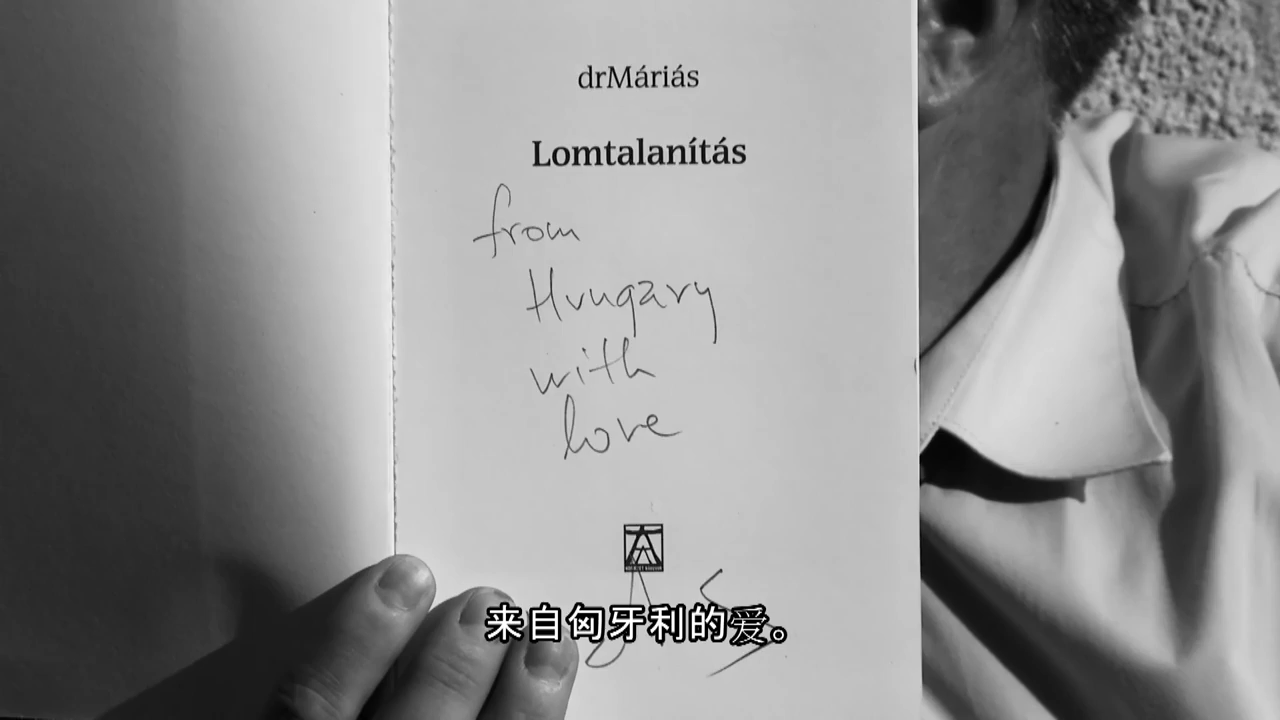 drMáriás
Lomtalanítás
from
Hungary
with
love
来自匈牙利的爱。